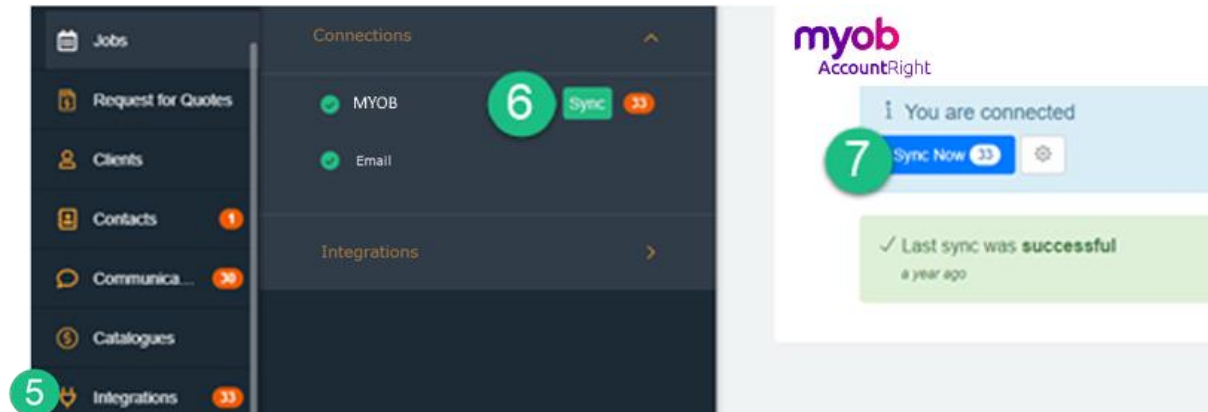 Jobs
Request for Quotes
Clients
Contacts 1
Communica... 30
Catalogues
5 Integrations 33
Connections
MYOB 6 Sync 33
Email
Integrations
myob
AccountRight
i You are connected
7 Sync Now 33
Last sync was successful
a year ago